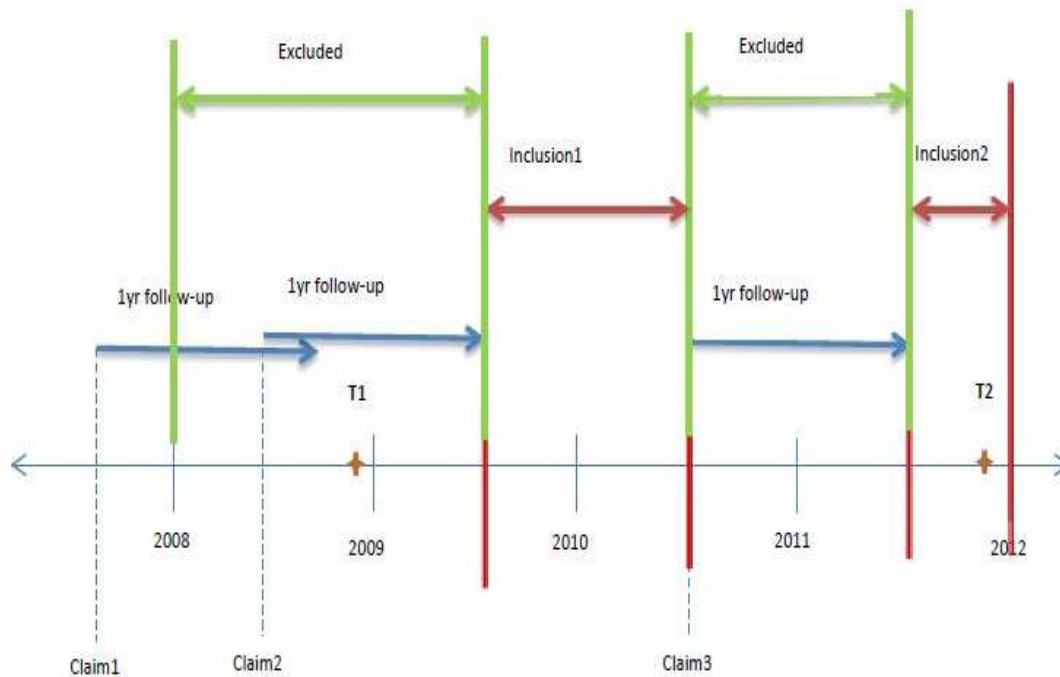 Excluded
Excluded
Inclusion1
Inclusion2
1yr follow-up
1yr follow-up
1yr follow-up
T1
T2
2008
2009
2010
2011
2012
Claim1
Claim2
Claim3